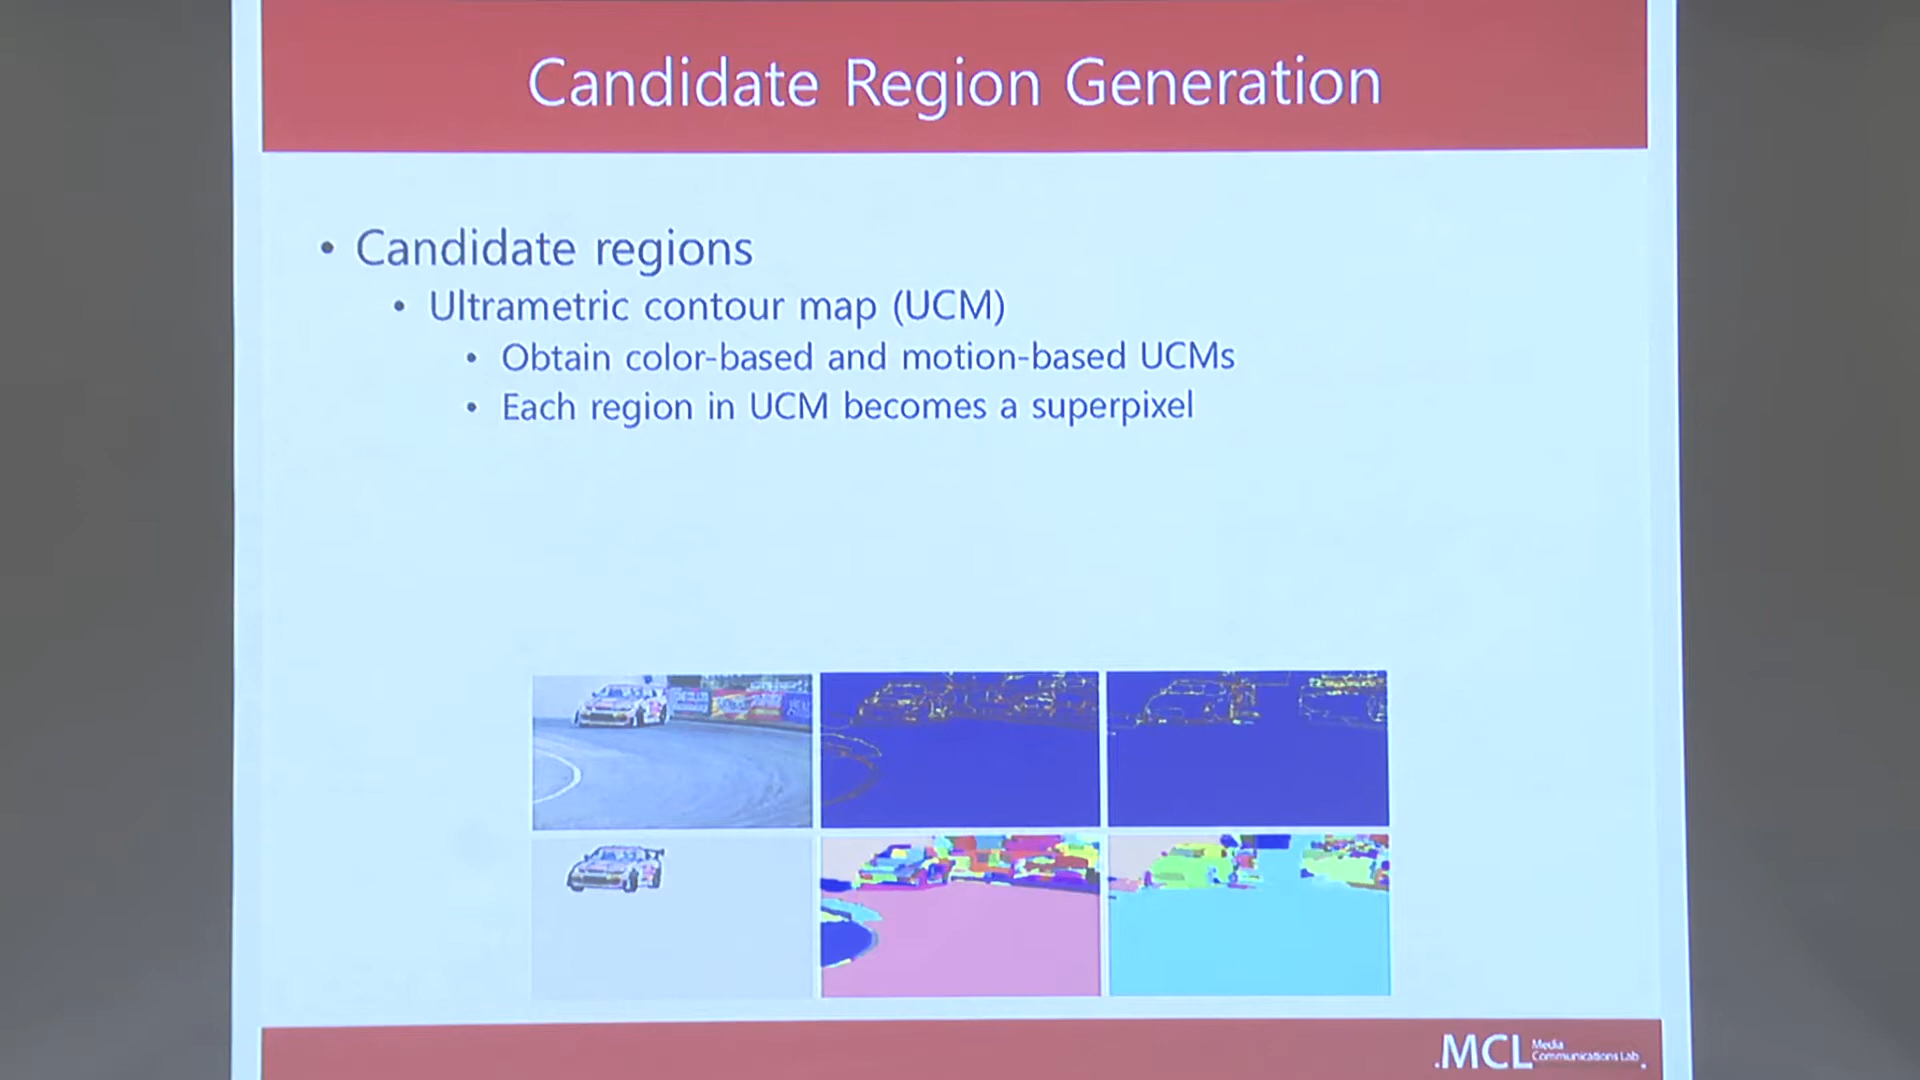 Candidate Region Generation
• Candidate regions
• Ultrametric contour map (UCM)
• Obtain color-based and motion-based UCMs
• Each region in UCM becomes a superpixel
MCL Media
Communications Lab